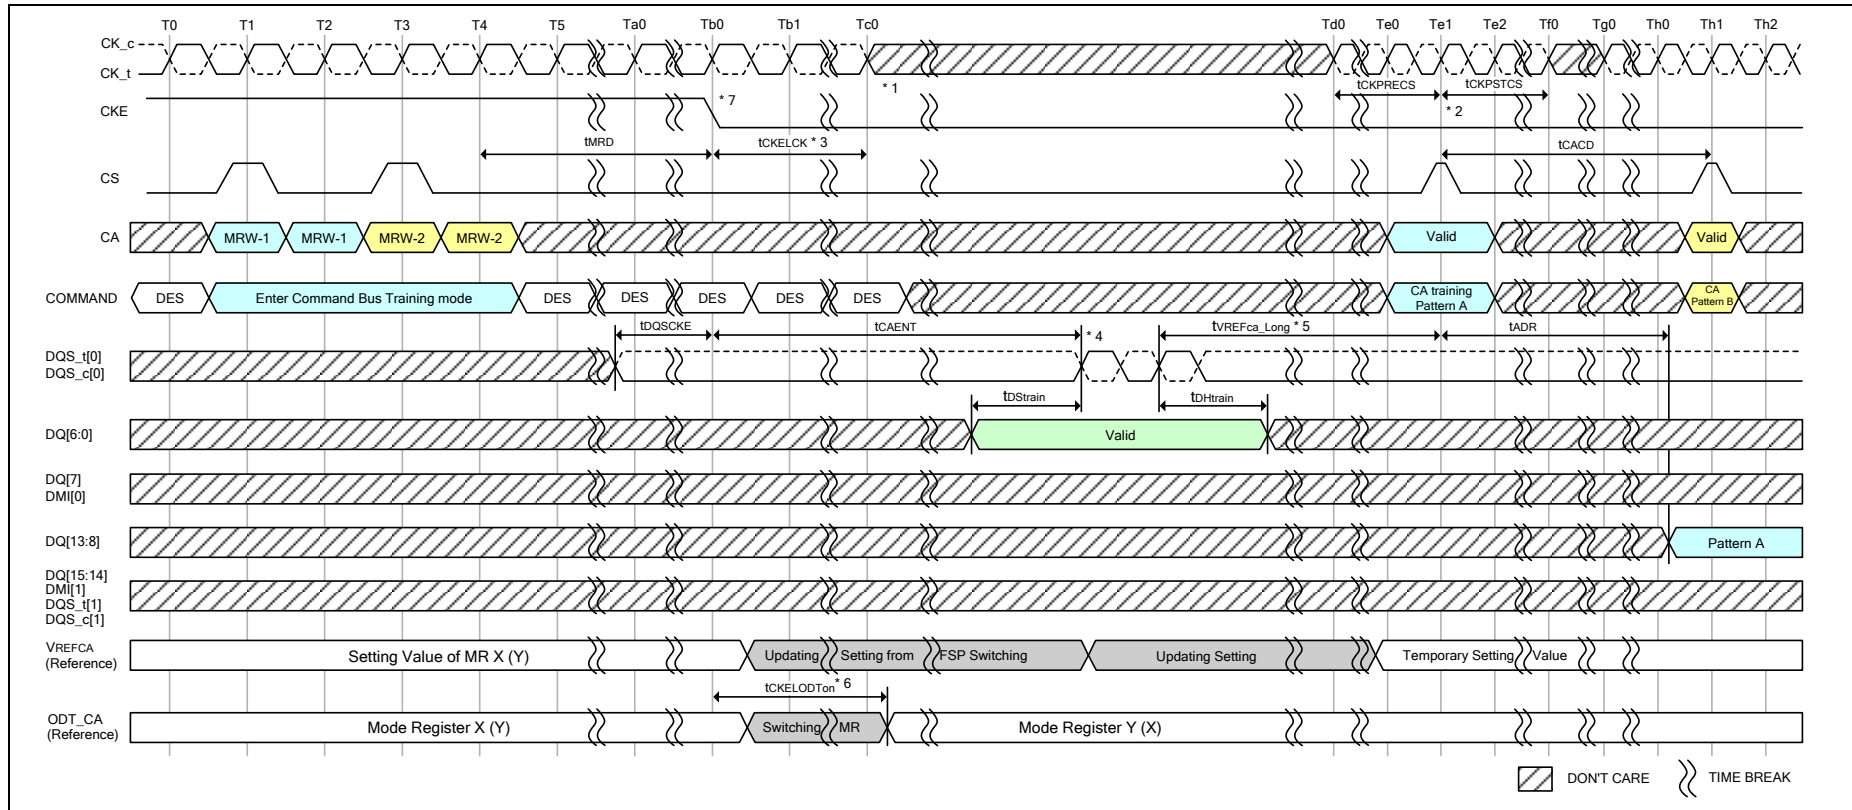 T0 T1 T2 T3 T4 T5 Ta0 Tb0 Tb1 Tc0 Td0 Te0 Te1 Te2 Tf0 Tg0 Th0 Th1 Th2
CK_c
CK_t
* 1
tCKPRECS tCKPSTCS
CKE
* 7
* 2
tMRD tCKELCK * 3 tCACD
CS
CA MRW-1 MRW-1 MRW-2 MRW-2 Valid Valid
COMMAND DES Enter Command Bus Training mode DES DES DES DES DES
CA training
Pattern A
CA
Pattern B
tDQSCKE tCAENT * 4 tVREFca_Long * 5 tADR
DQS_t[0]
DQS_c[0]
tDStrain tDHtrain
DQ[6:0] Valid
DQ[7]
DMI[0]
DQ[13:8] Pattern A
DQ[15:14]
DMI[1]
DQS_t[1]
DQS_c[1]
VREFCA
(Reference)
Setting Value of MR X (Y) Updating Setting from FSP Switching Updating Setting Temporary Setting Value
tCKELODTon * 6
ODT_CA
(Reference)
Mode Register X (Y) Switching MR Mode Register Y (X)
DON'T CARE TIME BREAK